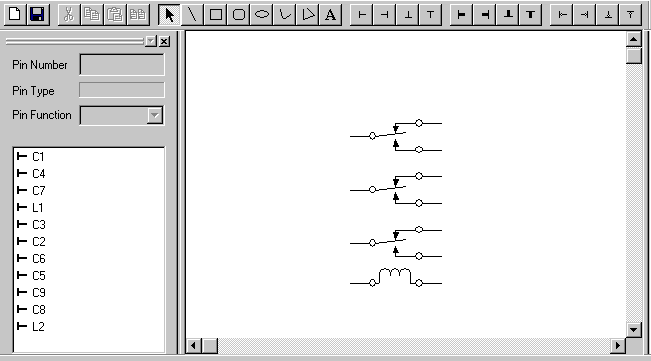 A
Pin Number
Pin Type
Pin Function
C1
C4
C7
L1
C3
C2
C6
C5
C9
C8
L2